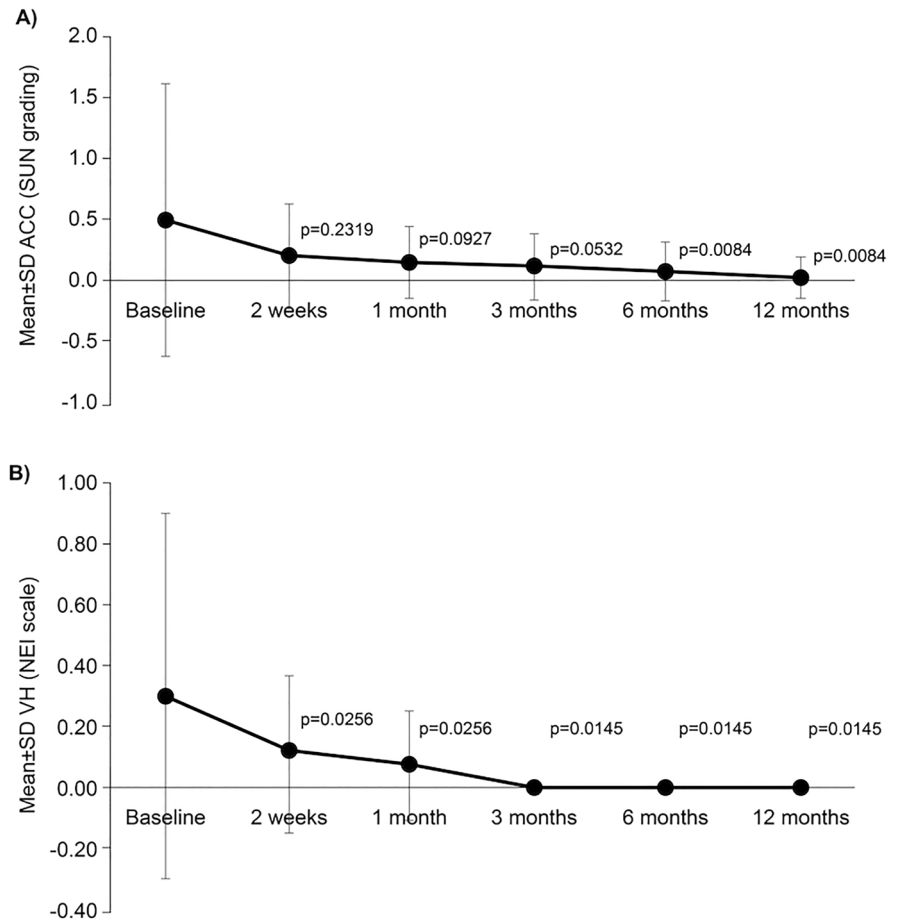 A)
Mean±SD ACC (SUN grading)
2.0
1.5
1.0
0.5
0.0
-0.5
-1.0
p=0.2319
p=0.0927
p=0.0532
p=0.0084
p=0.0084
Baseline
2 weeks
1 month
3 months
6 months
12 months
B)
Mean±SD VH (NEI scale)
1.00
0.80
0.60
0.40
0.20
0.00
-0.20
-0.40
p=0.0256
p=0.0256
p=0.0145
p=0.0145
p=0.0145
Baseline
2 weeks
1 month
3 months
6 months
12 months